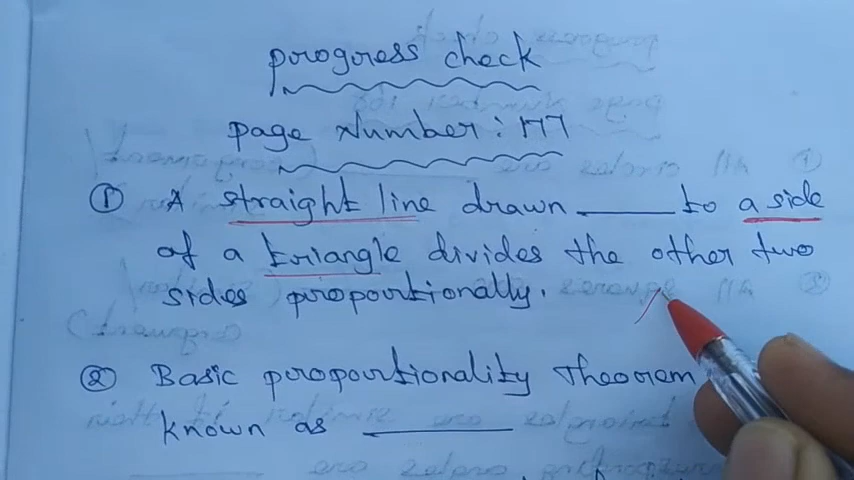 progress check
page Number: 177
① A straight line drawn ______ to a side
of a triangle divides the other two
sides proportionally.
② Basic proportionality Theorem
known as ______